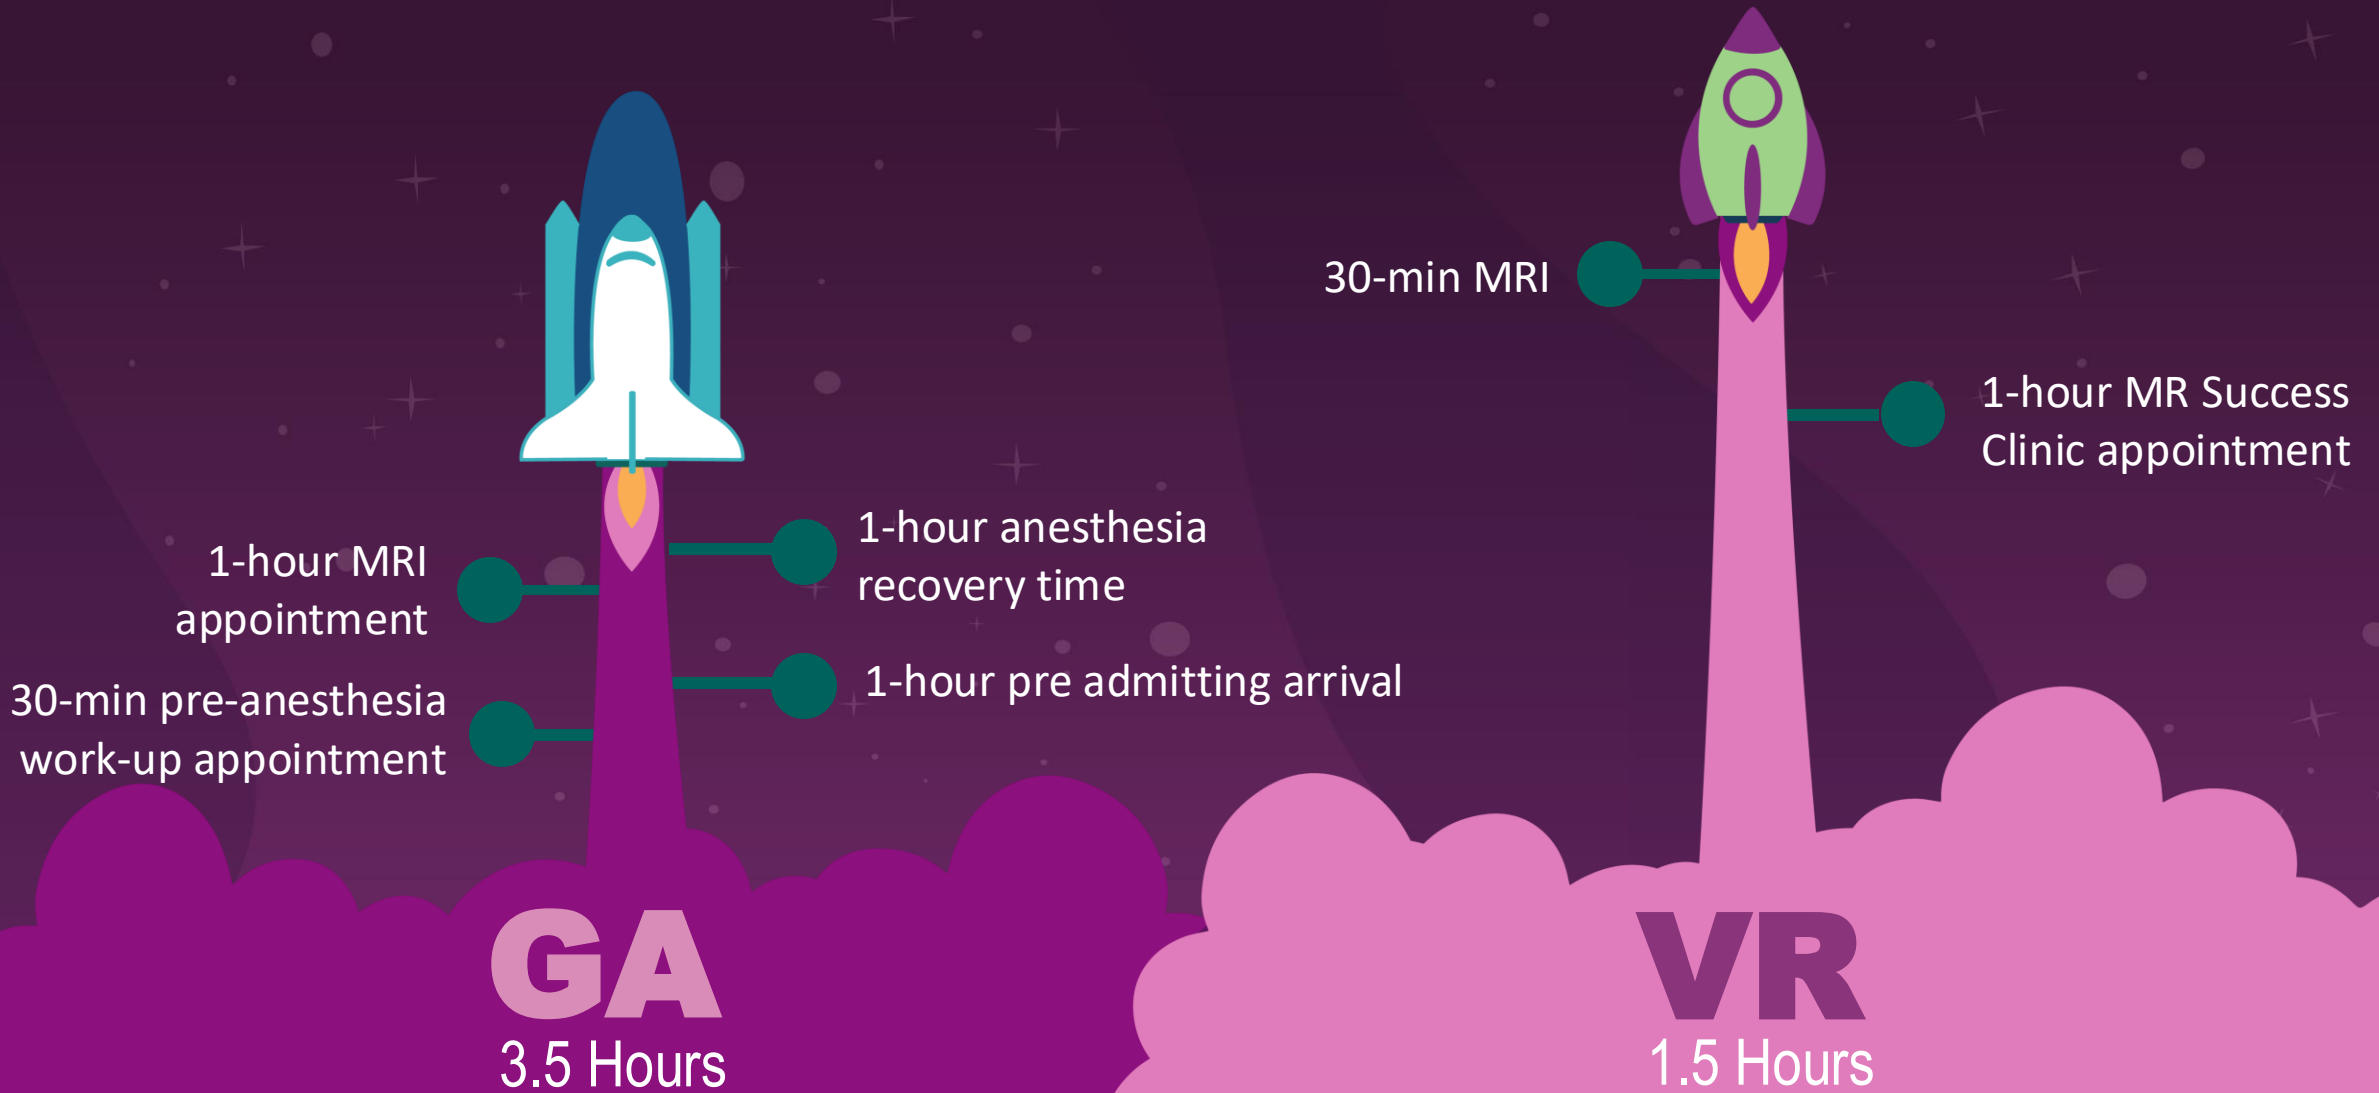 30-min MRI
1-hour MR Success
Clinic appointment
1-hour anesthesia
recovery time
1-hour MRI
appointment
1-hour pre admitting arrival
30-min pre-anesthesia
work-up appointment
GA
3.5 Hours
VR
1.5 Hours